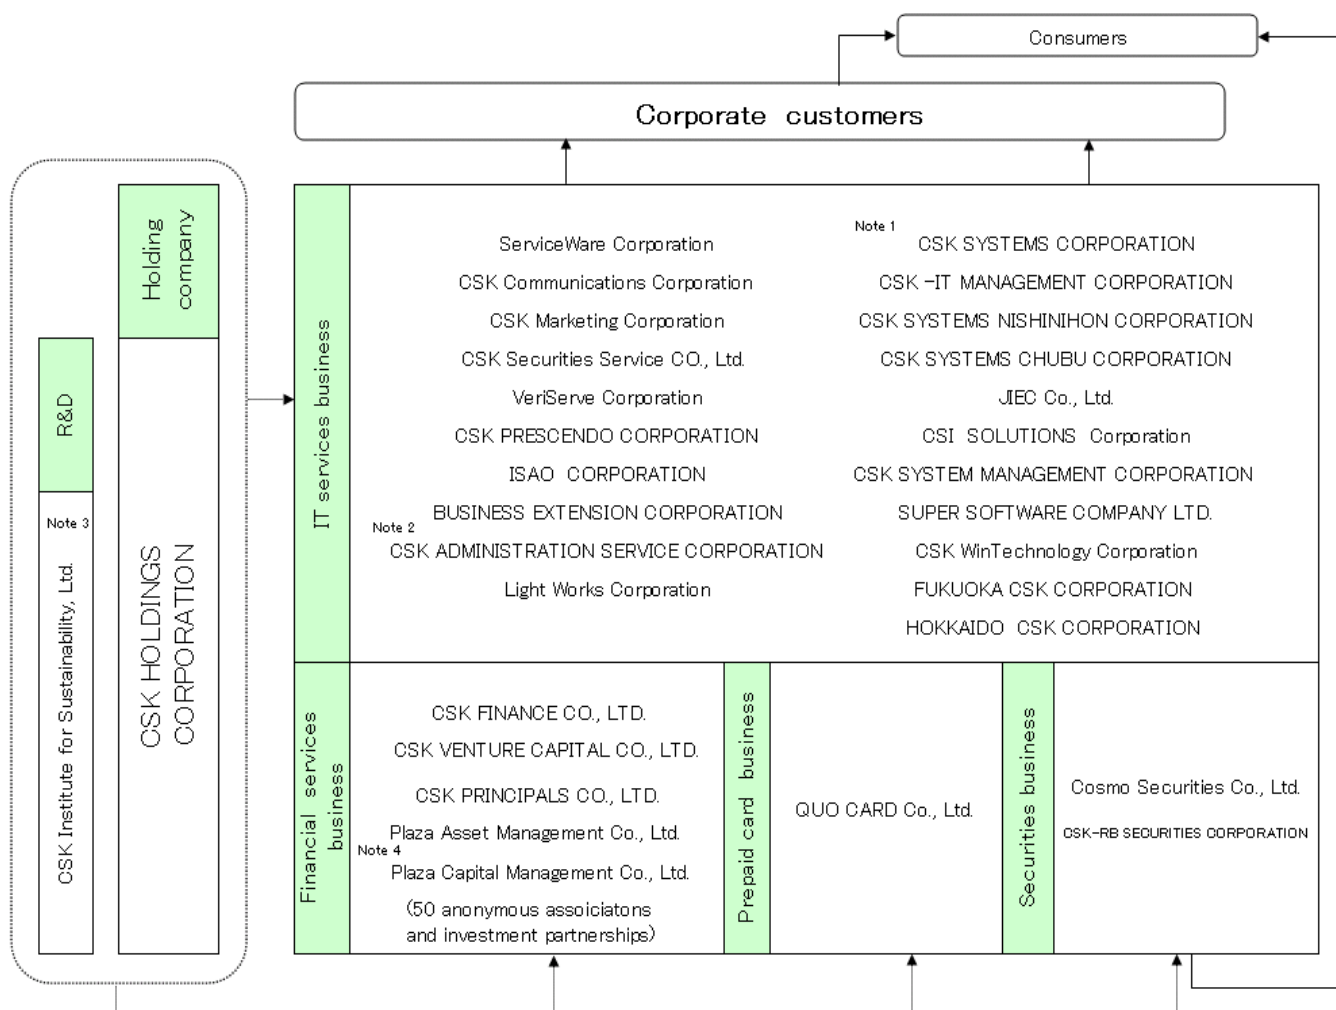 Consumers
Corporate customers
Holding
company
CSK HOLDINGS
CORPORATION
R&D
Note 3
CSK Institute for Sustainability, Ltd.
IT services business
ServiceWare Corporation
CSK Communications Corporation
CSK Marketing Corporation
CSK Securities Service CO., Ltd.
VeriServe Corporation
CSK PRESCENDO CORPORATION
ISAO CORPORATION
BUSINESS EXTENSION CORPORATION
Note 2
CSK ADMINISTRATION SERVICE CORPORATION
Light Works Corporation
Note 1
CSK SYSTEMS CORPORATION
CSK -IT MANAGEMENT CORPORATION
CSK SYSTEMS NISHINIHON CORPORATION
CSK SYSTEMS CHUBU CORPORATION
JIEC Co., Ltd.
CSI SOLUTIONS Corporation
CSK SYSTEM MANAGEMENT CORPORATION
SUPER SOFTWARE COMPANY LTD.
CSK WinTechnology Corporation
FUKUOKA CSK CORPORATION
HOKKAIDO CSK CORPORATION
Financial services
business
CSK FINANCE CO., LTD.
CSK VENTURE CAPITAL CO., LTD.
CSK PRINCIPALS CO., LTD.
Plaza Asset Management Co., Ltd.
Note 4
Plaza Capital Management Co., Ltd.
(50 anonymous assoiciatons
and investment partnerships)
Prepaid card business
QUO CARD Co., Ltd.
Securities business
Cosmo Securities Co., Ltd.
CSK-RB SECURITIES CORPORATION